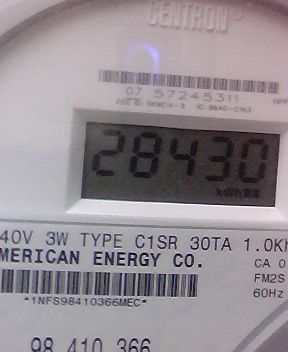 CENTRON®
07 57245311
28430
kWh
40V 3W TYPE C1SR 30TA 1.0Kh
MERICAN ENERGY CO.
CA 0
FM2S
60Hz
*1NFS98410366MEC*
98 410 366